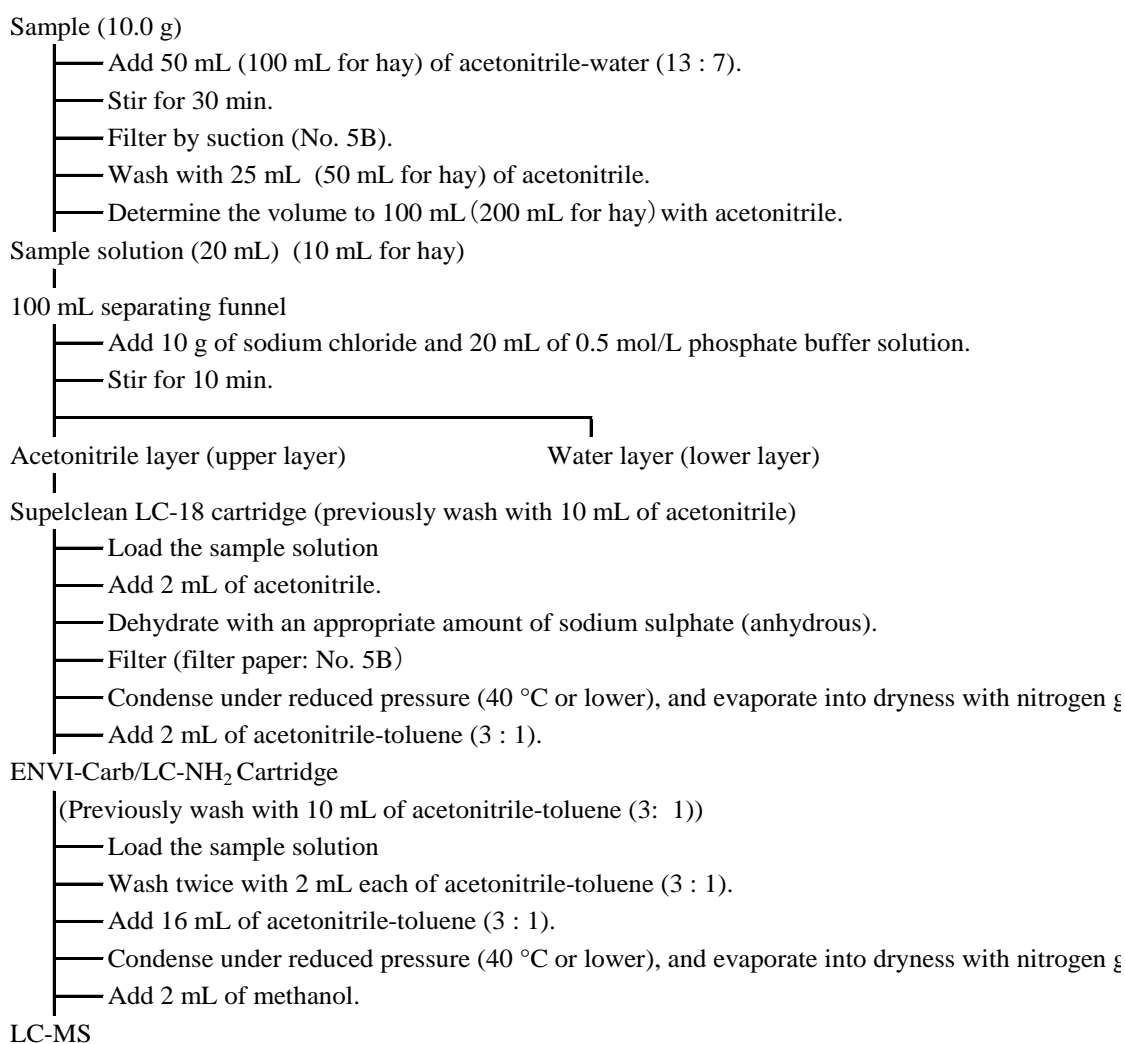 Sample (10.0 g)
Add 50 mL (100 mL for hay) of acetonitrile-water (13 : 7).
Stir for 30 min.
Filter by suction (No. 5B).
Wash with 25 mL (50 mL for hay) of acetonitrile.
Determine the volume to 100 mL(200 mL for hay)with acetonitrile.
Sample solution (20 mL) (10 mL for hay)
100 mL separating funnel
Add 10 g of sodium chloride and 20 mL of 0.5 mol/L phosphate buffer solution.
Stir for 10 min.
Acetonitrile layer (upper layer) Water layer (lower layer)
Supelclean LC-18 cartridge (previously wash with 10 mL of acetonitrile)
Load the sample solution
Add 2 mL of acetonitrile.
Dehydrate with an appropriate amount of sodium sulphate (anhydrous).
Filter (filter paper: No. 5B)
Condense under reduced pressure (40 °C or lower), and evaporate into dryness with nitrogen g
Add 2 mL of acetonitrile-toluene (3 : 1).
ENVI-Carb/LC-NH₂ Cartridge
(Previously wash with 10 mL of acetonitrile-toluene (3: 1))
Load the sample solution
Wash twice with 2 mL each of acetonitrile-toluene (3 : 1).
Add 16 mL of acetonitrile-toluene (3 : 1).
Condense under reduced pressure (40 °C or lower), and evaporate into dryness with nitrogen g
Add 2 mL of methanol.
LC-MS